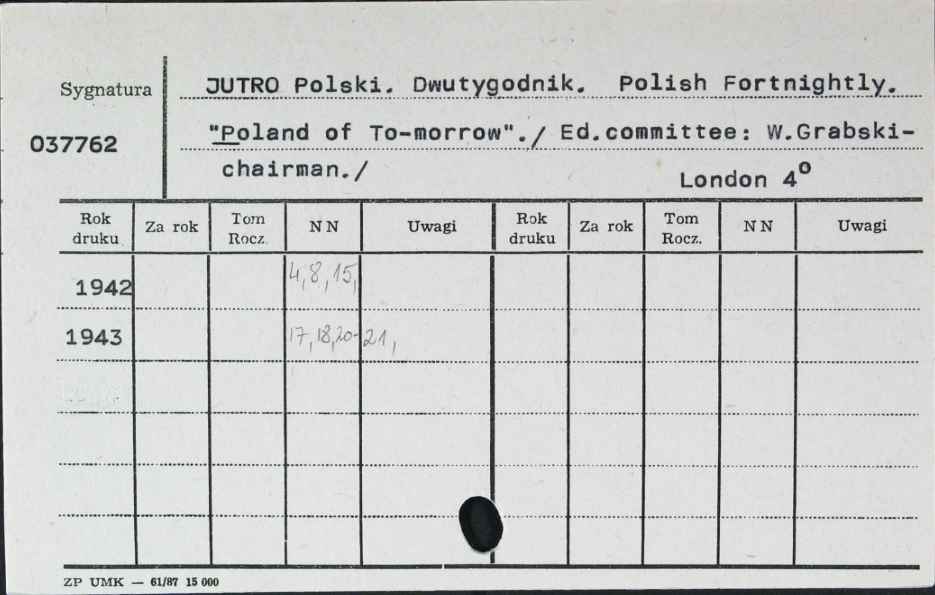 Sygnatura
JUTRO Polski. Dwutygodnik. Polish Fortnightly.
037762
"Poland of To-morrow"./ Ed.committee: W.Grabski-
chairman./
London 4°
Rok druku Za rok Tom Rocz. NN Uwagi Rok druku Za rok Tom Rocz. NN Uwagi
1942 4,8,15,
1943 17,18,20-21,
ZP UMK — 61/87 15 000